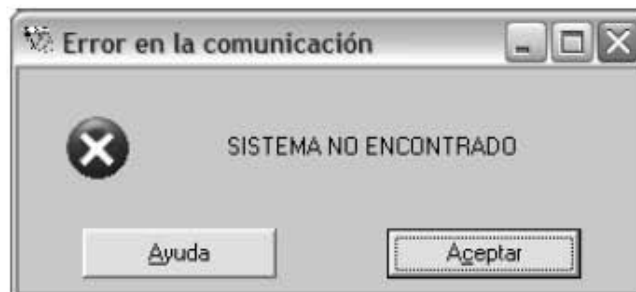 Error en la comunicación
SISTEMA NO ENCONTRADO
Ayuda
Aceptar